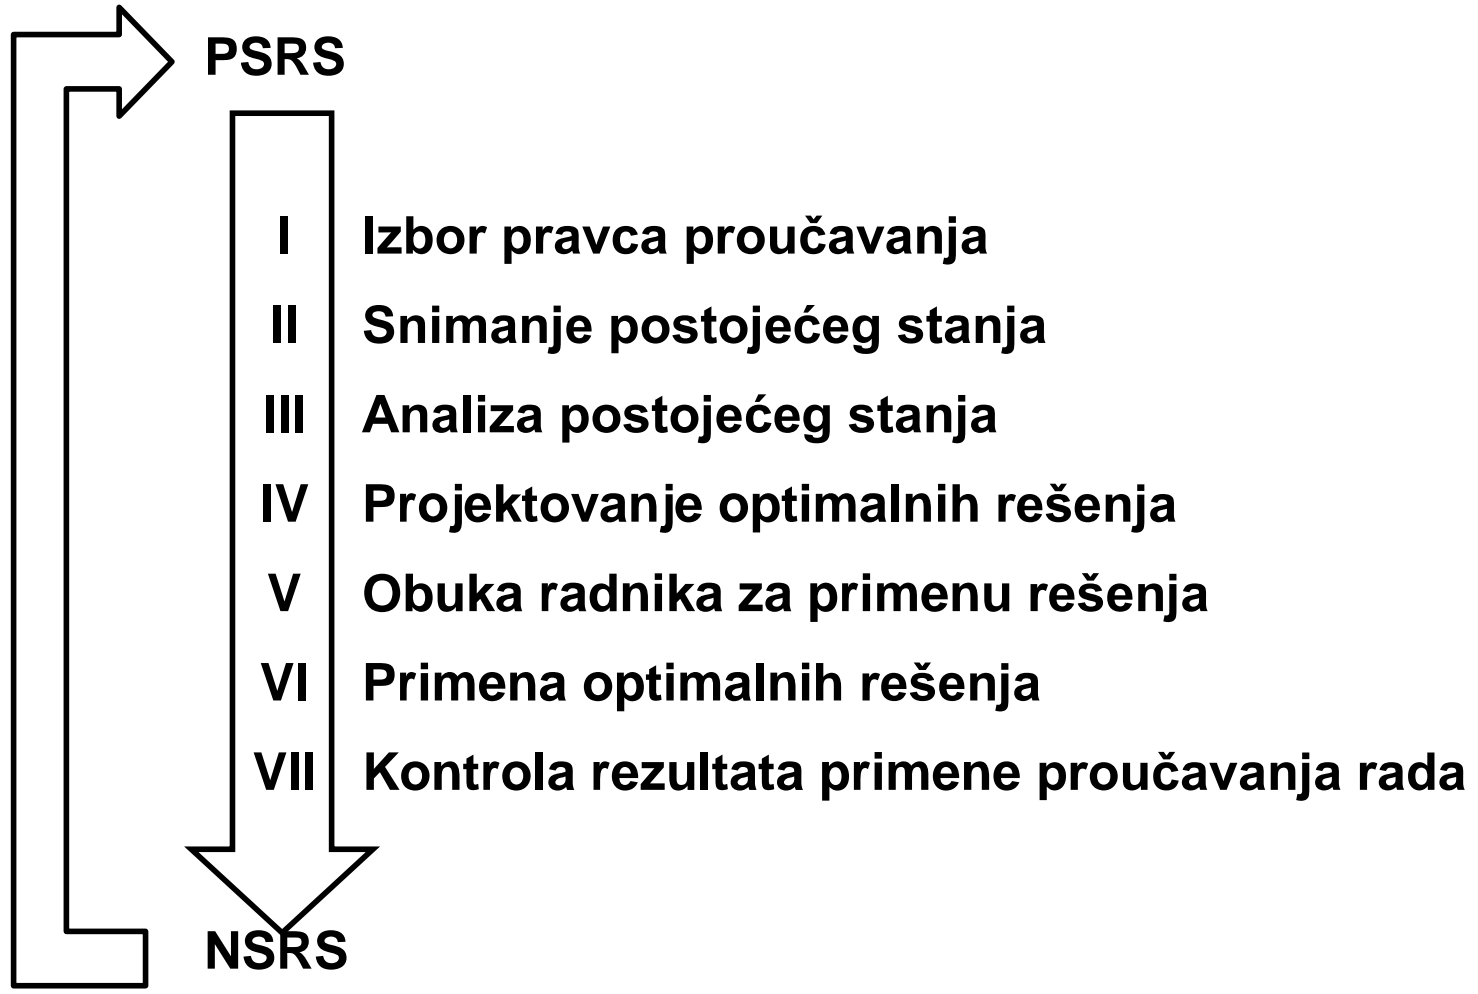 PSRS
I Izbor pravca proučavanja
II Snimanje postojećeg stanja
III Analiza postojećeg stanja
IV Projektovanje optimalnih rešenja
V Obuka radnika za primenu rešenja
VI Primena optimalnih rešenja
VII Kontrola rezultata primene proučavanja rada
NSRS